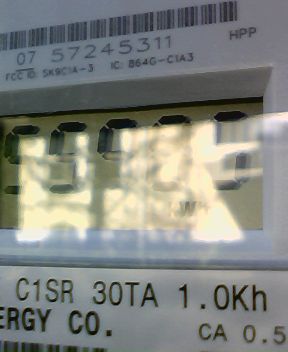 07 57245311 HPP
FCC ID: SK9C1A-3 IC: 864G-C1A3
kWh
C1SR 30TA 1.0Kh
ERGY CO. CA 0.5